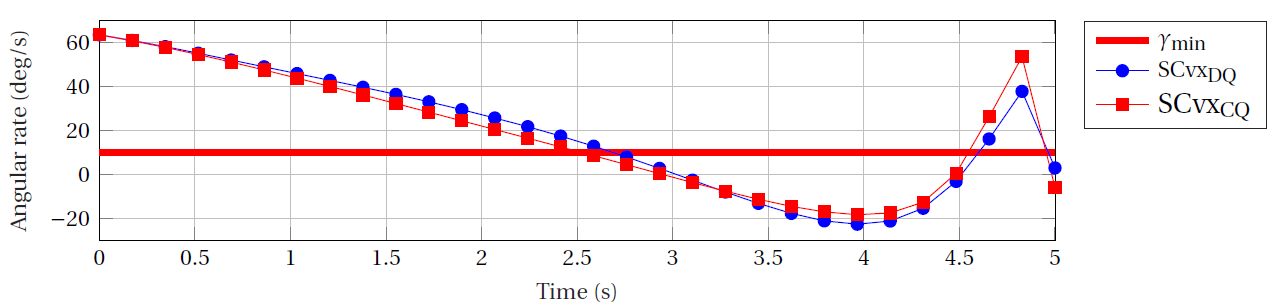 Angular rate (deg/s)
60
40
20
0
−20
0 0.5 1 1.5 2 2.5 3 3.5 4 4.5 5
Time (s)
γmin
SCvxDQ
SCvxCQ